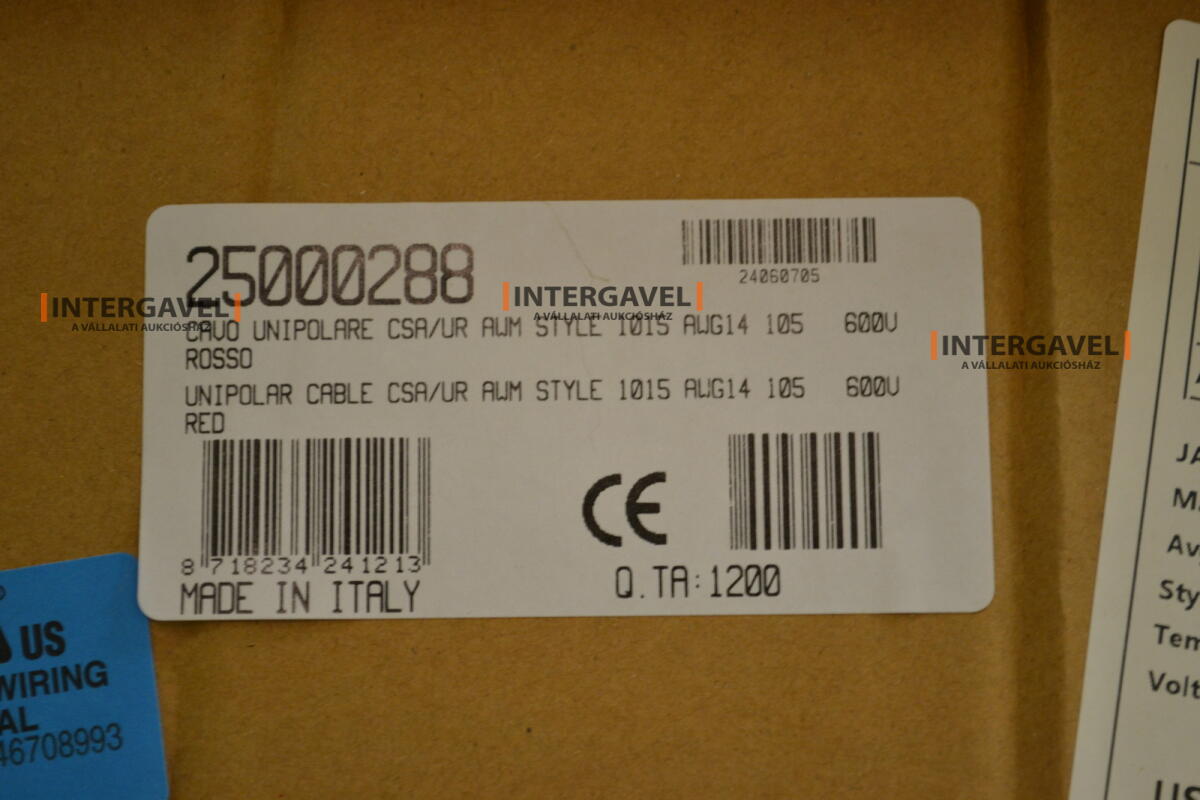 25000288
24060705
INTERGAVEL
A VÁLLALATI AUKCIÓSHÁZ
INTERGAVEL
A VÁLLALATI AUKCIÓSHÁZ
INTERGAVEL
A VÁLLALATI AUKCIÓSHÁZ
CAVO UNIPOLARE CSA/UR AWM STYLE 1015 AWG14 105 600V
ROSSO
UNIPOLAR CABLE CSA/UR AWM STYLE 1015 AWG14 105 600V
RED
8 718234 241213
CE
MADE IN ITALY
Q.TA:1200
US
WIRING
AL
46708993
JA
Ma
Av
Sty
Tem
Volt